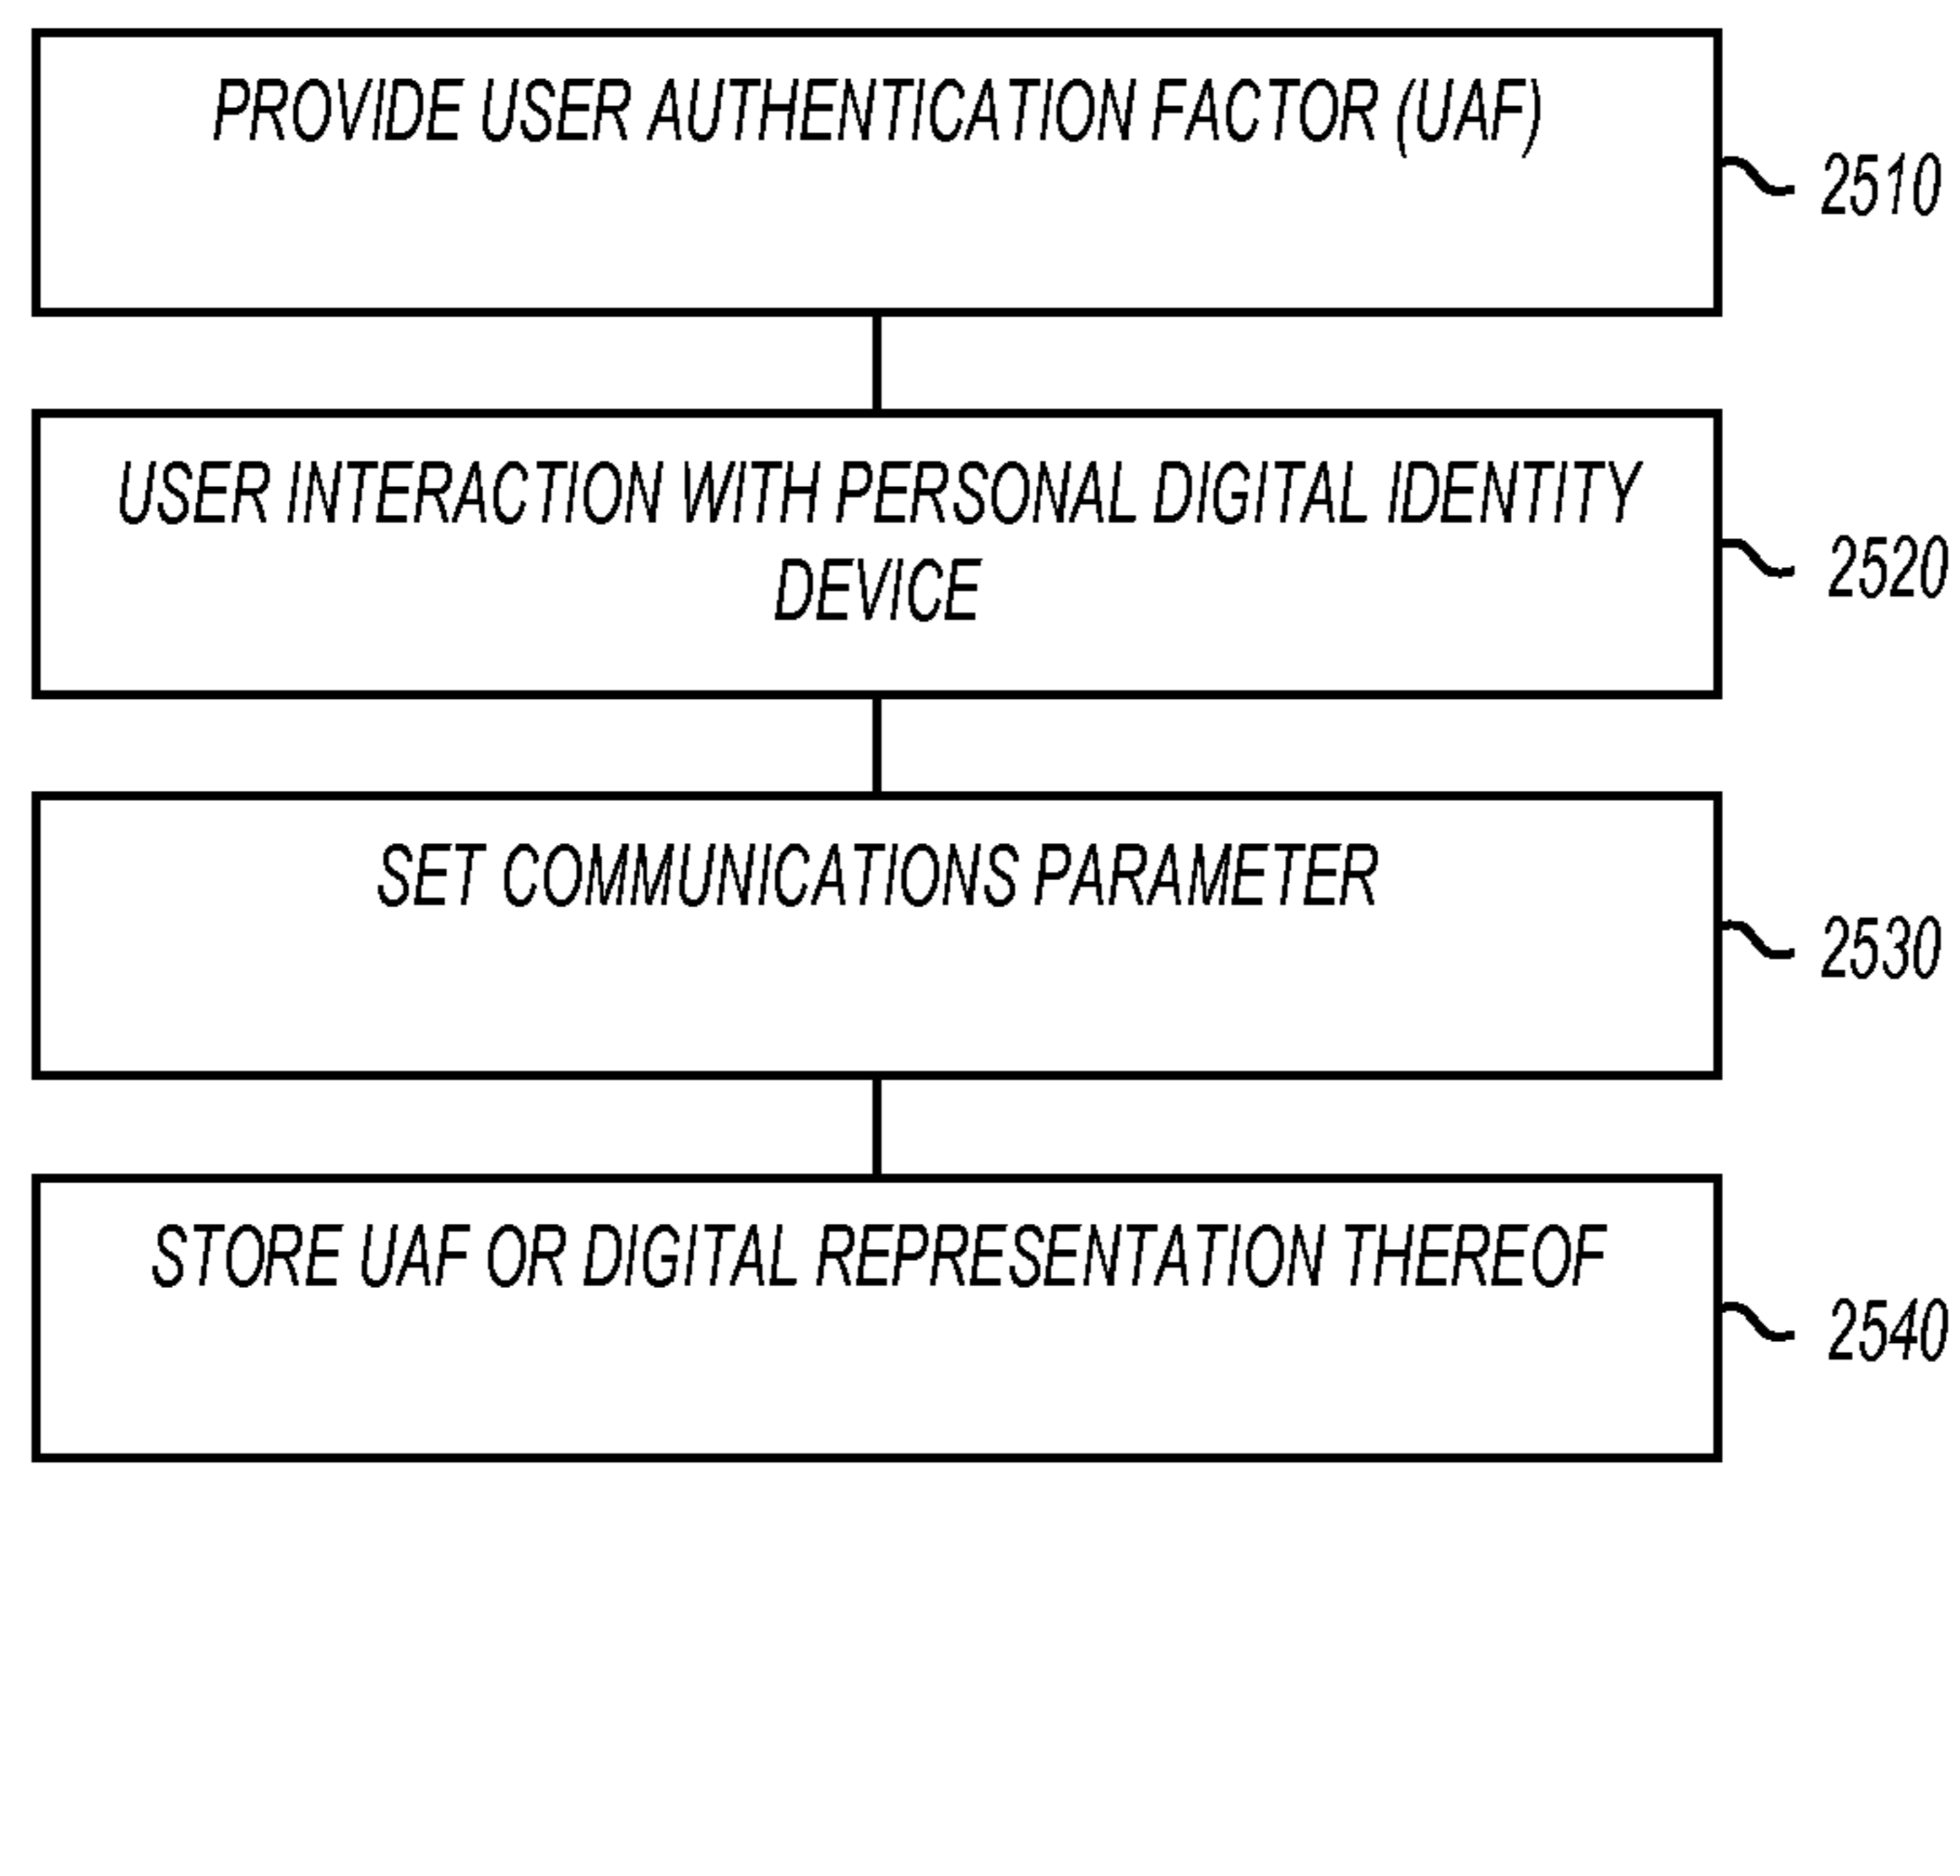 PROVIDE USER AUTHENTICATION FACTOR (UAF)
2510
USER INTERACTION WITH PERSONAL DIGITAL IDENTITY
DEVICE
2520
SET COMMUNICATIONS PARAMETER
2530
STORE UAF OR DIGITAL REPRESENTATION THEREOF
2540